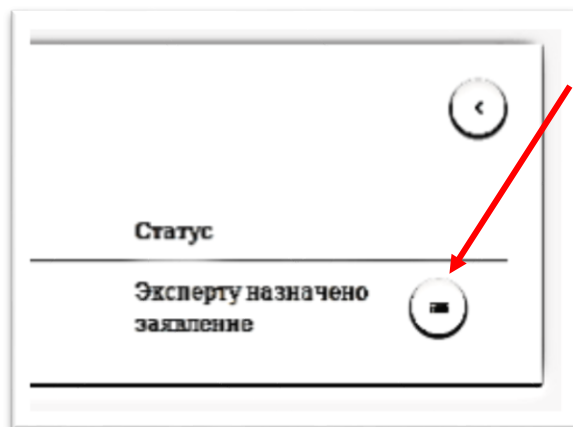 Статус
Эксперту назначено
заявление